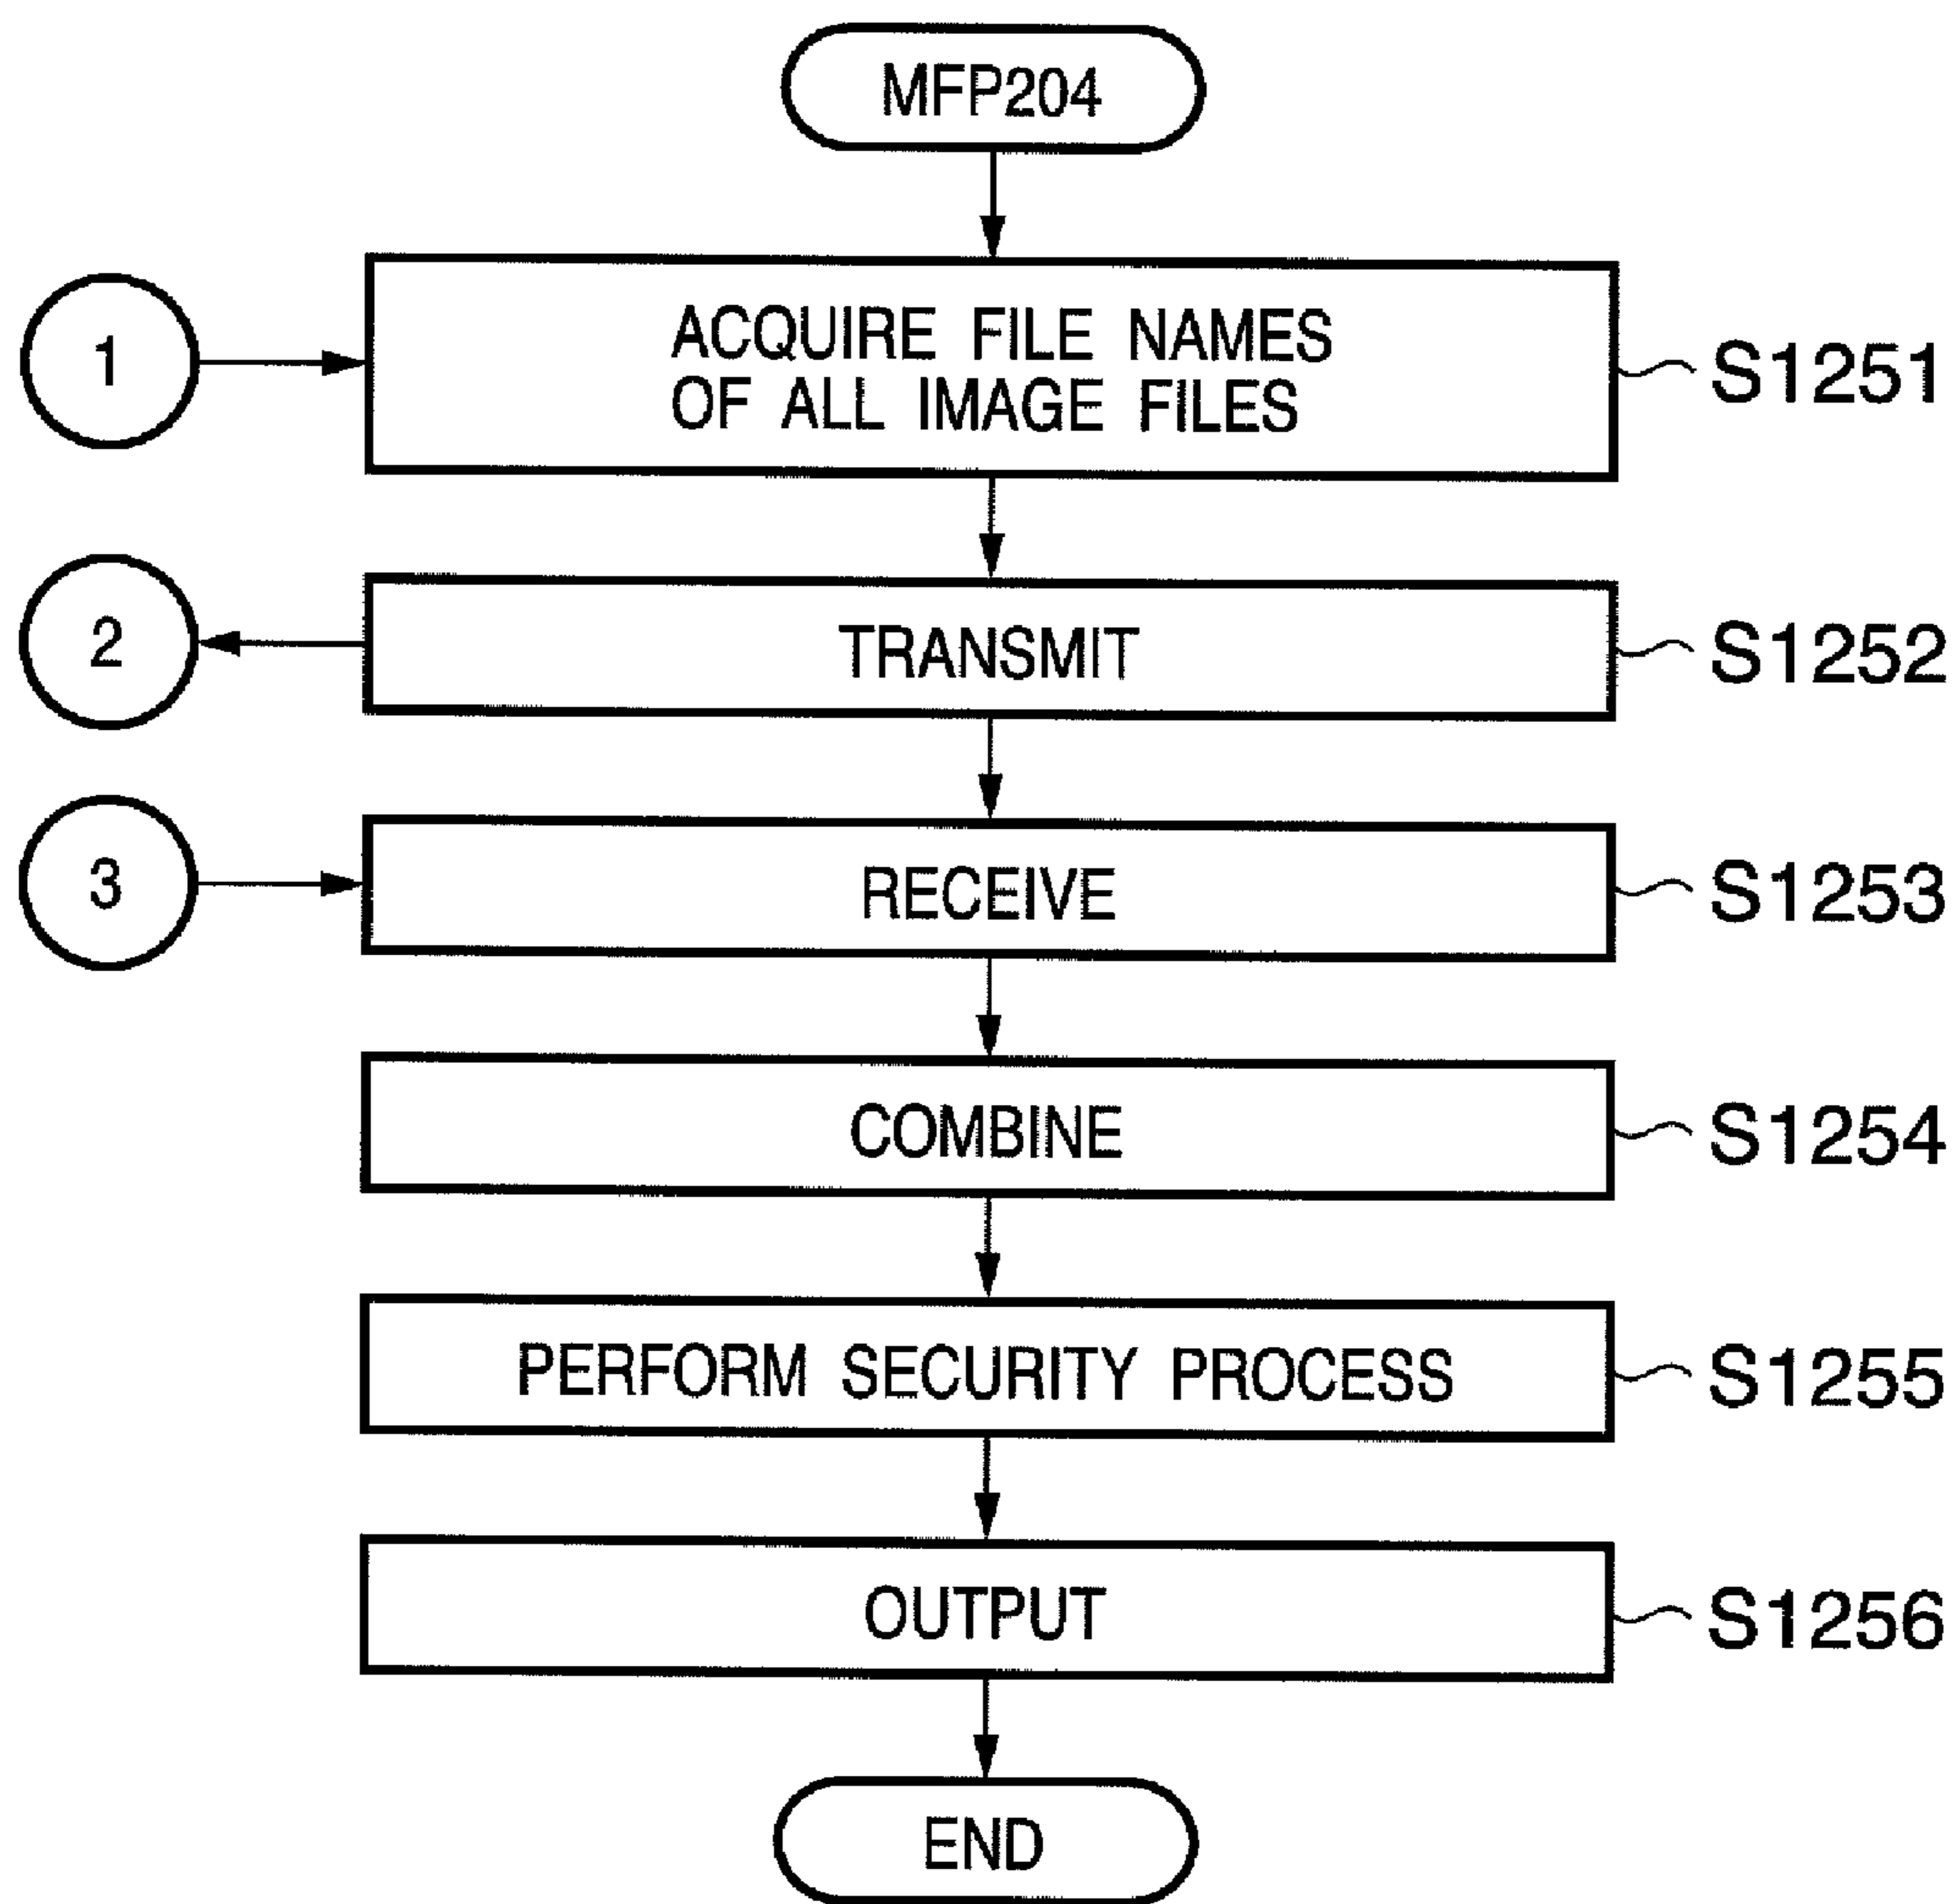 MFP204
1
ACQUIRE FILE NAMES
OF ALL IMAGE FILES
S1251
2
TRANSMIT
S1252
3
RECEIVE
S1253
COMBINE
S1254
PERFORM SECURITY PROCESS
S1255
OUTPUT
S1256
END